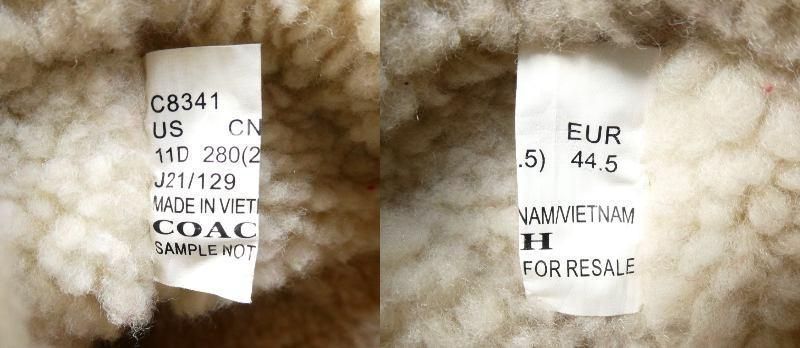 C8341
US CN
11D 280(2
J21/129
MADE IN VIET
COAC
SAMPLE NOT
EUR
.5) 44.5
NAM/VIETNAM
H
FOR RESALE